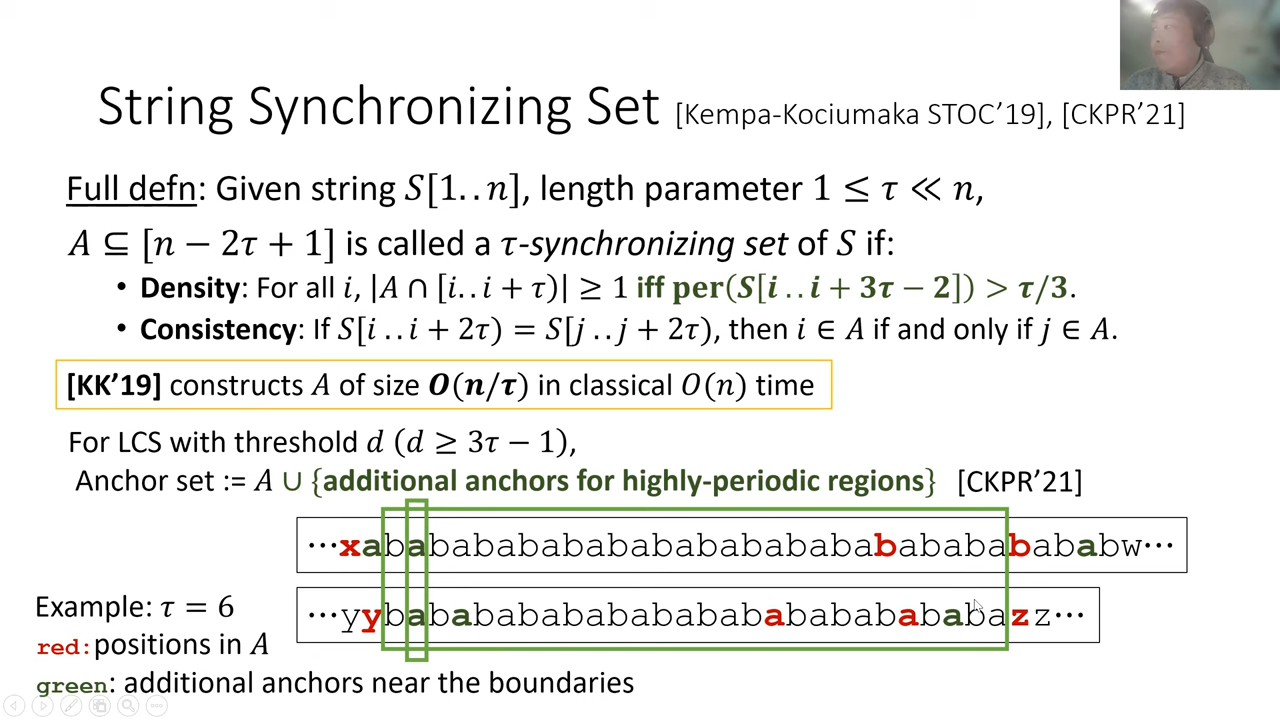 String Synchronizing Set [Kempa-Kociumaka STOC’19], [CKPR’21]
Full defn: Given string S[1..n], length parameter 1 ≤ τ ≪ n,
A ⊆ [n − 2τ + 1] is called a τ-synchronizing set of S if:
• Density: For all i, |A ∩ [i..i + τ)| ≥ 1 iff per(S[i..i + 3τ − 2]) > τ/3.
• Consistency: If S[i..i + 2τ) = S[j..j + 2τ), then i ∈ A if and only if j ∈ A.
[KK’19] constructs A of size O(n/τ) in classical O(n) time
For LCS with threshold d (d ≥ 3τ − 1),
Anchor set := A ∪ {additional anchors for highly-periodic regions} [CKPR’21]
···xababababababababababababababababababw···
···yybabababababababababababababazz···
Example: τ = 6
red: positions in A
green: additional anchors near the boundaries